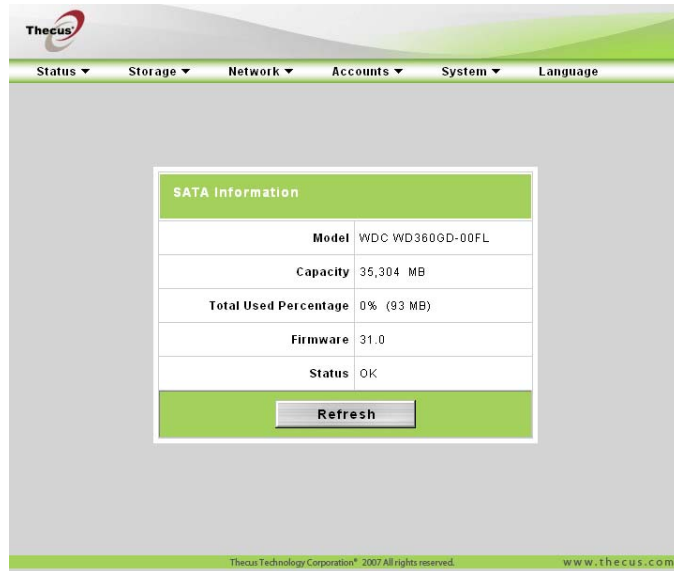 Thecus
Status ▼ Storage ▼ Network ▼ Accounts ▼ System ▼ Language
SATA Information
Model WDC WD360GD-00FL
Capacity 35,304 MB
Total Used Percentage 0% (93 MB)
Firmware 31.0
Status OK
Refresh
Thecus Technology Corporation® 2007 All rights reserved. www.thecus.com